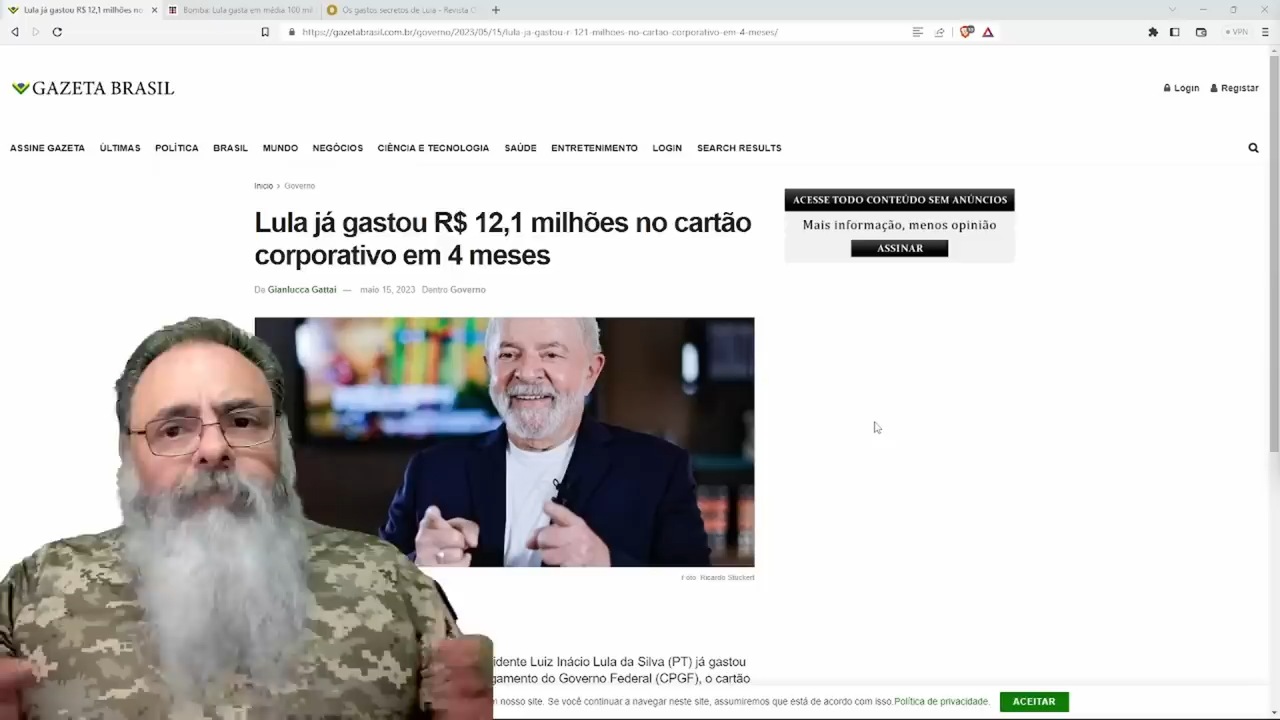 Lula já gastou R$ 12,1 milhões no
Bomba: Lula gasta em média 100 mil
Os gastos secretos de Lula - Revista
https://gazetabrasil.com.br/governo/2023/05/15/lula-ja-gastou-r-121-milhoes-no-cartao-corporativo-em-4-meses/
VPN
GAZETA BRASIL
Login
Registar
ASSINE GAZETA ÚLTIMAS POLÍTICA BRASIL MUNDO NEGÓCIOS CIÊNCIA E TECNOLOGIA SAÚDE ENTRETENIMENTO LOGIN SEARCH RESULTS
Início > Governo
Lula já gastou R$ 12,1 milhões no cartão
corporativo em 4 meses
De Gianlucca Gattai — maio 15, 2023 Dentro Governo
ACESSE TODO CONTEÚDO SEM ANÚNCIOS
Mais informação, menos opinião
ASSINAR
Foto: Ricardo Stuckert
idente Luiz Inácio Lula da Silva (PT) já gastou
gamento do Governo Federal (CPGF), o cartão
nosso site. Se você continuar a navegar neste site, assumiremos que está de acordo com isso.Política de privacidade.
ACEITAR